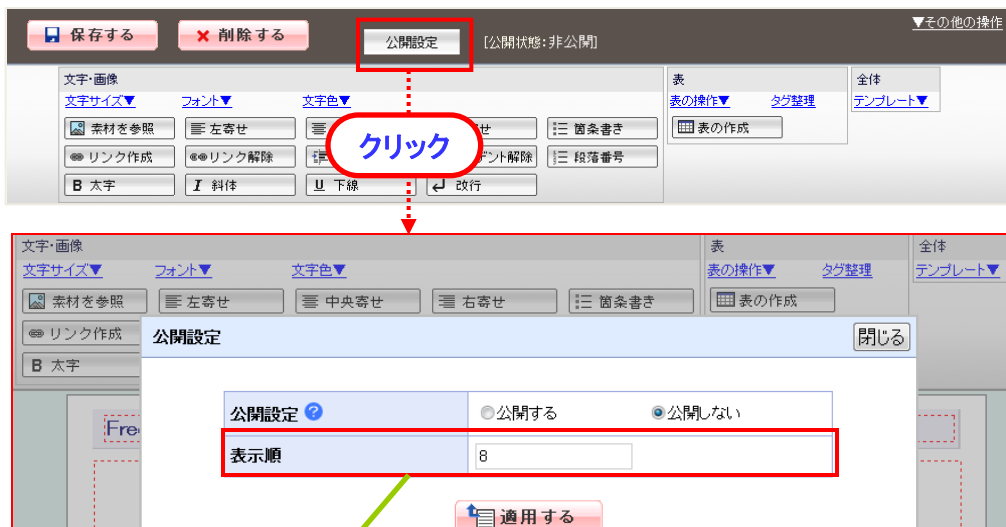 保存する 削除する 公開設定 [公開状態:非公開] ▼その他の操作
文字・画像 表 全体
文字サイズ▼ フォント▼ 文字色▼ 表の操作▼ タグ整理 テンプレート▼
素材を参照 左寄せ せ 箇条書き 表の作成
クリック
リンク作成 リンク解除 デント解除 段落番号
B 太字 I 斜体 U 下線 改行
文字・画像 表 全体
文字サイズ▼ フォント▼ 文字色▼ 表の操作▼ タグ整理 テンプレート▼
素材を参照 左寄せ 中央寄せ 右寄せ 箇条書き 表の作成
リンク作成
公開設定 閉じる
B 太字
公開設定 ? 公開する 公開しない
Fre
表示順 8
適用する